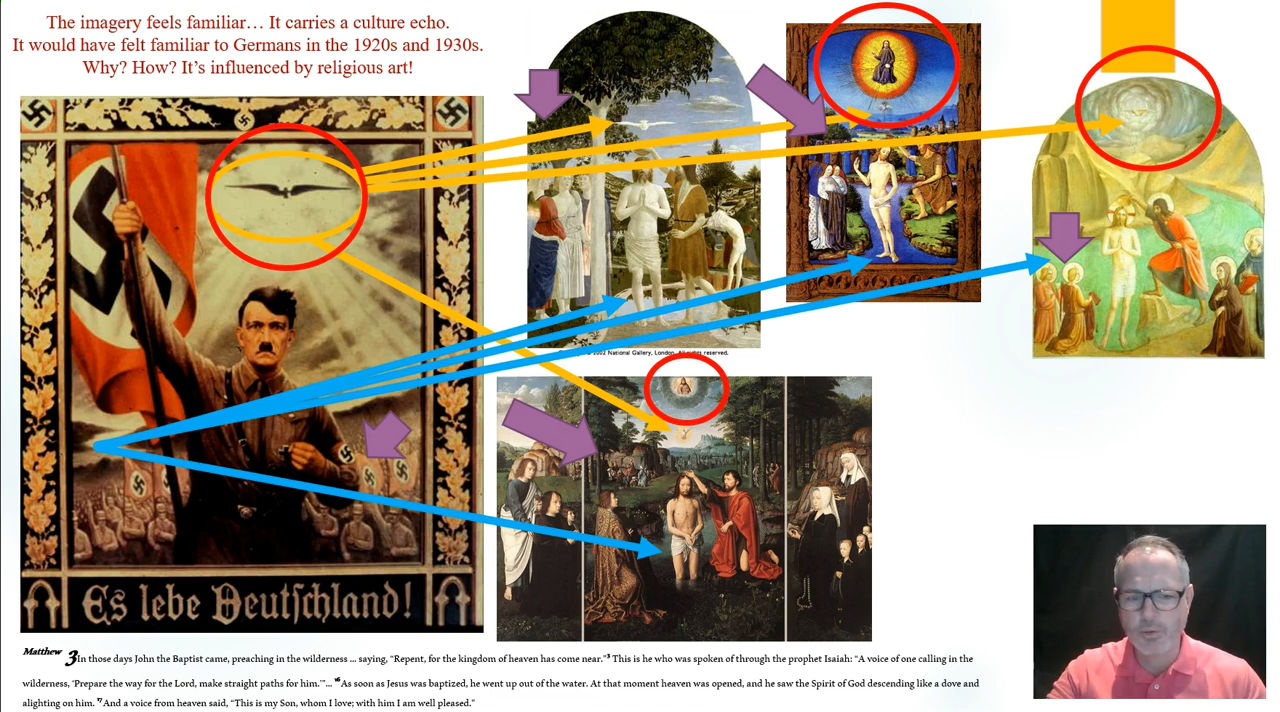 The imagery feels familiar… It carries a culture echo.
It would have felt familiar to Germans in the 1920s and 1930s.
Why? How? It’s influenced by religious art!
2002 National Gallery, London. All rights reserved.
Es lebe Deutſchland!
Matthew 3 In those days John the Baptist came, preaching in the wilderness ... saying, “Repent, for the kingdom of heaven has come near.”³ This is he who was spoken of through the prophet Isaiah: “A voice of one calling in the
wilderness, ‘Prepare the way for the Lord, make straight paths for him.’”... ¹⁶ As soon as Jesus was baptized, he went up out of the water. At that moment heaven was opened, and he saw the Spirit of God descending like a dove and
alighting on him. ¹⁷ And a voice from heaven said, “This is my Son, whom I love; with him I am well pleased.”